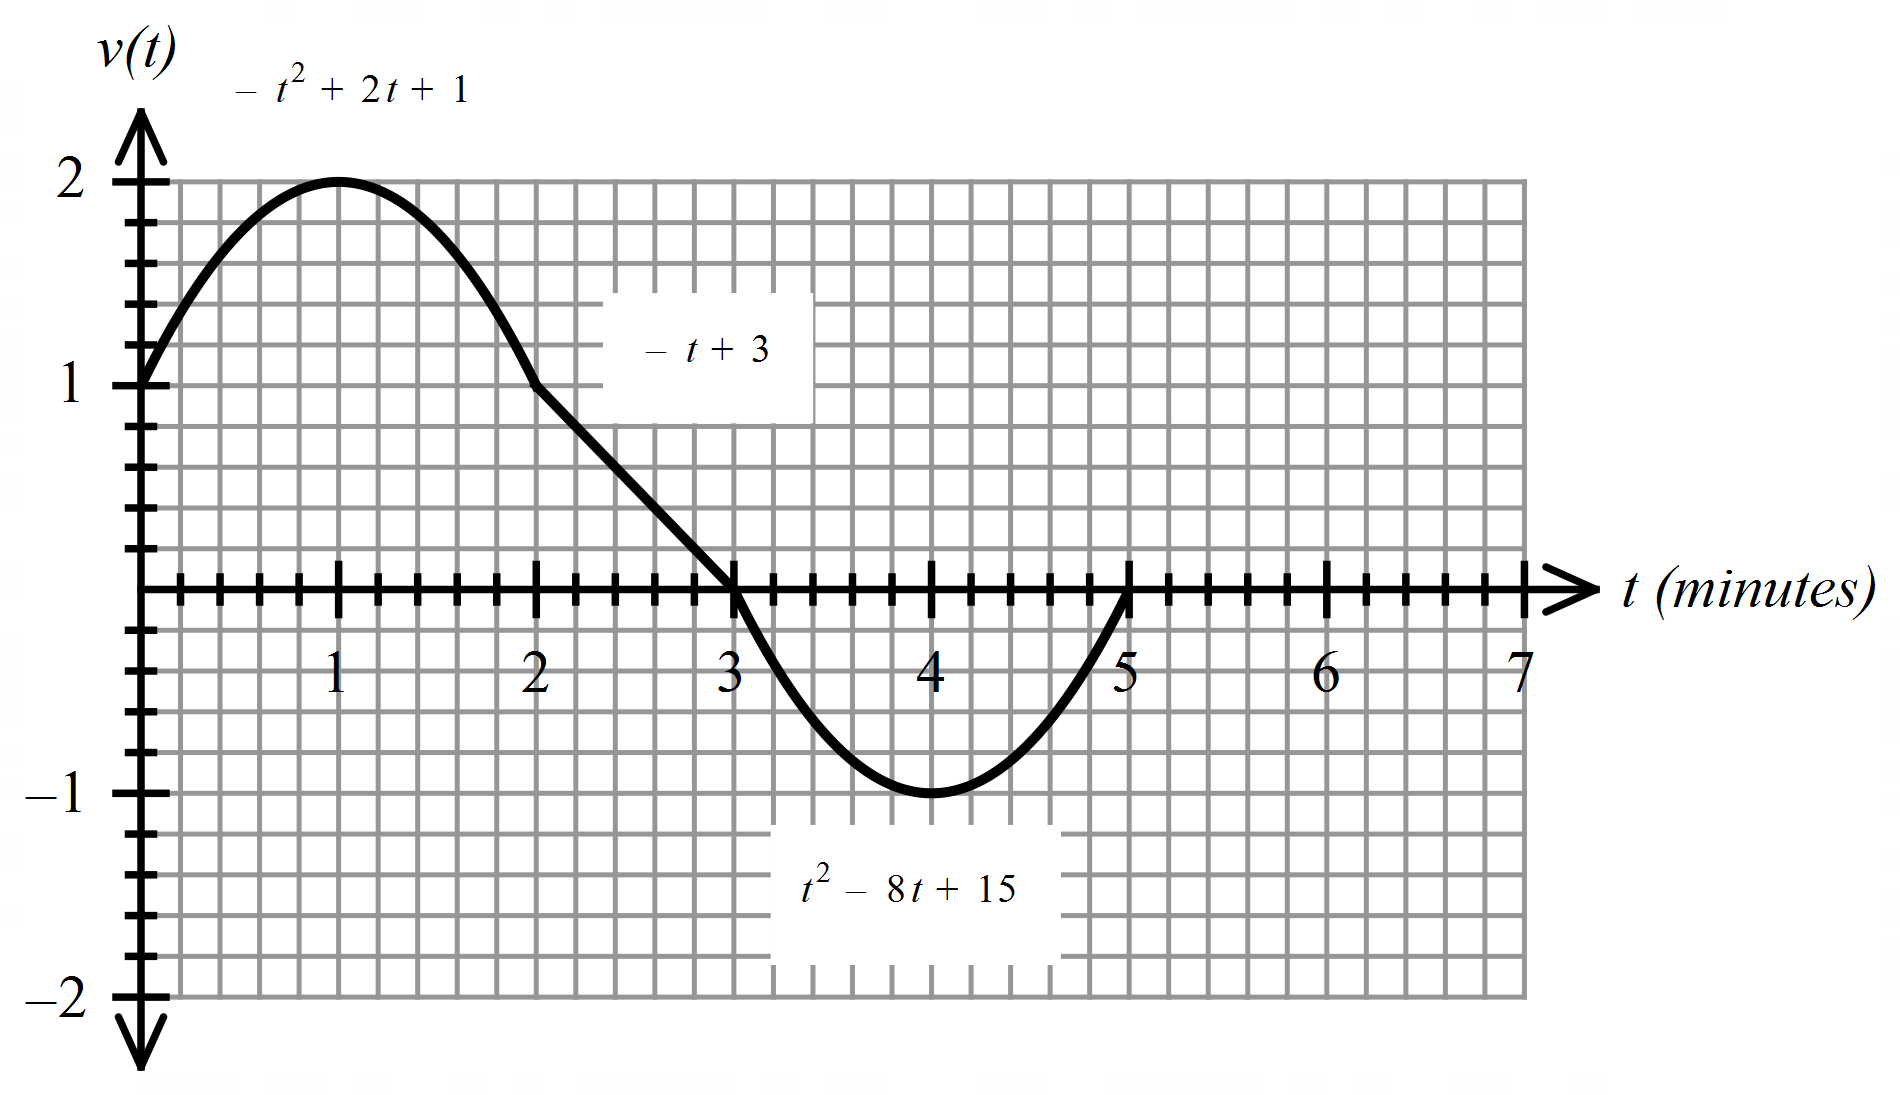 v(t)
– t² + 2t + 1
2
– t + 3
1
t (minutes)
1 2 3 4 5 6 7
–1
t² – 8t + 15
–2